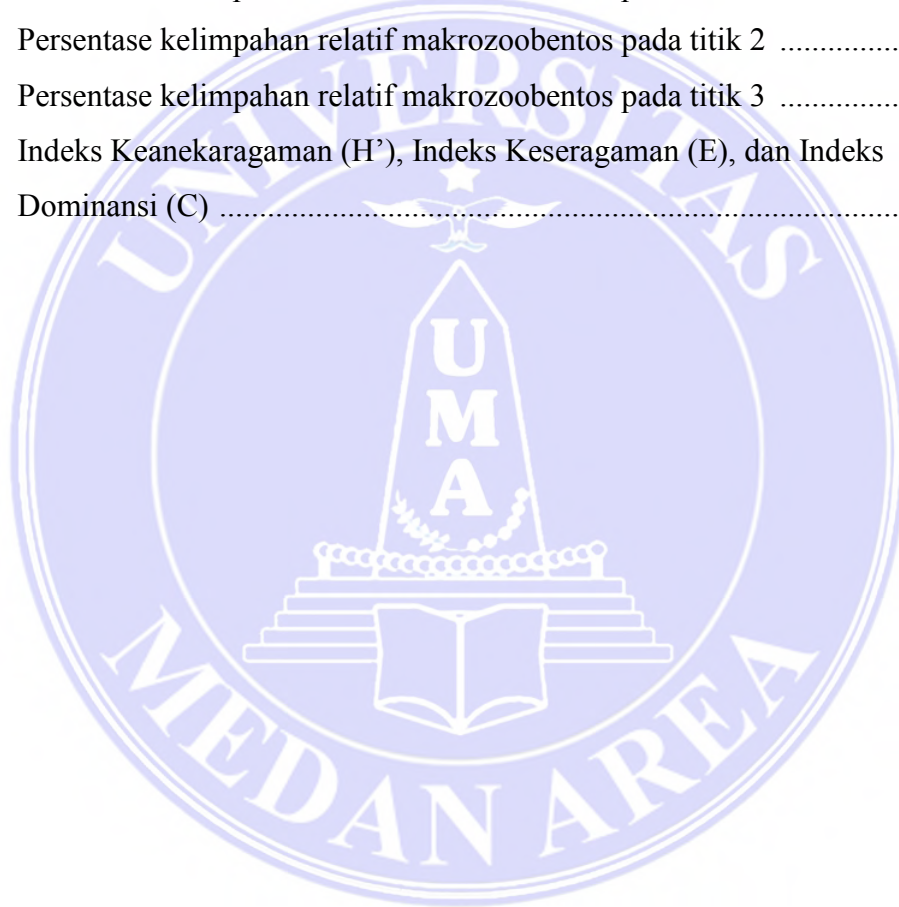 Persentase kelimpahan relatif makrozoobentos pada titik 2 ...............
Persentase kelimpahan relatif makrozoobentos pada titik 3 ...............
Indeks Keanekaragaman (H’), Indeks Keseragaman (E), dan Indeks
Dominansi (C) ....................................................................................
UNIVERSITAS
U
M
A
MEDAN AREA